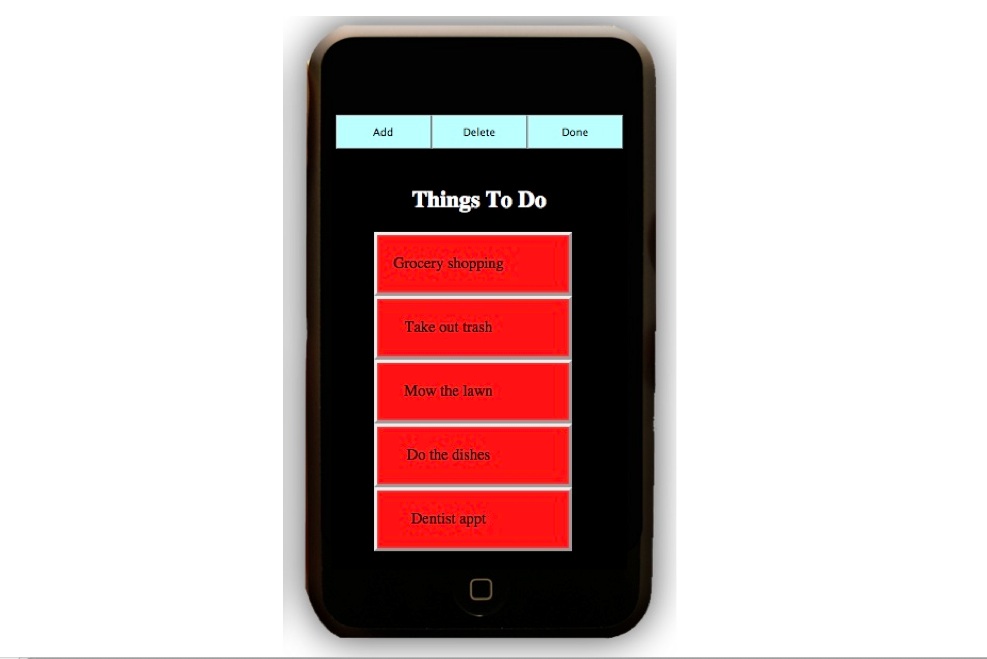 Add Delete Done
Things To Do
Grocery shopping
Take out trash
Mow the lawn
Do the dishes
Dentist appt